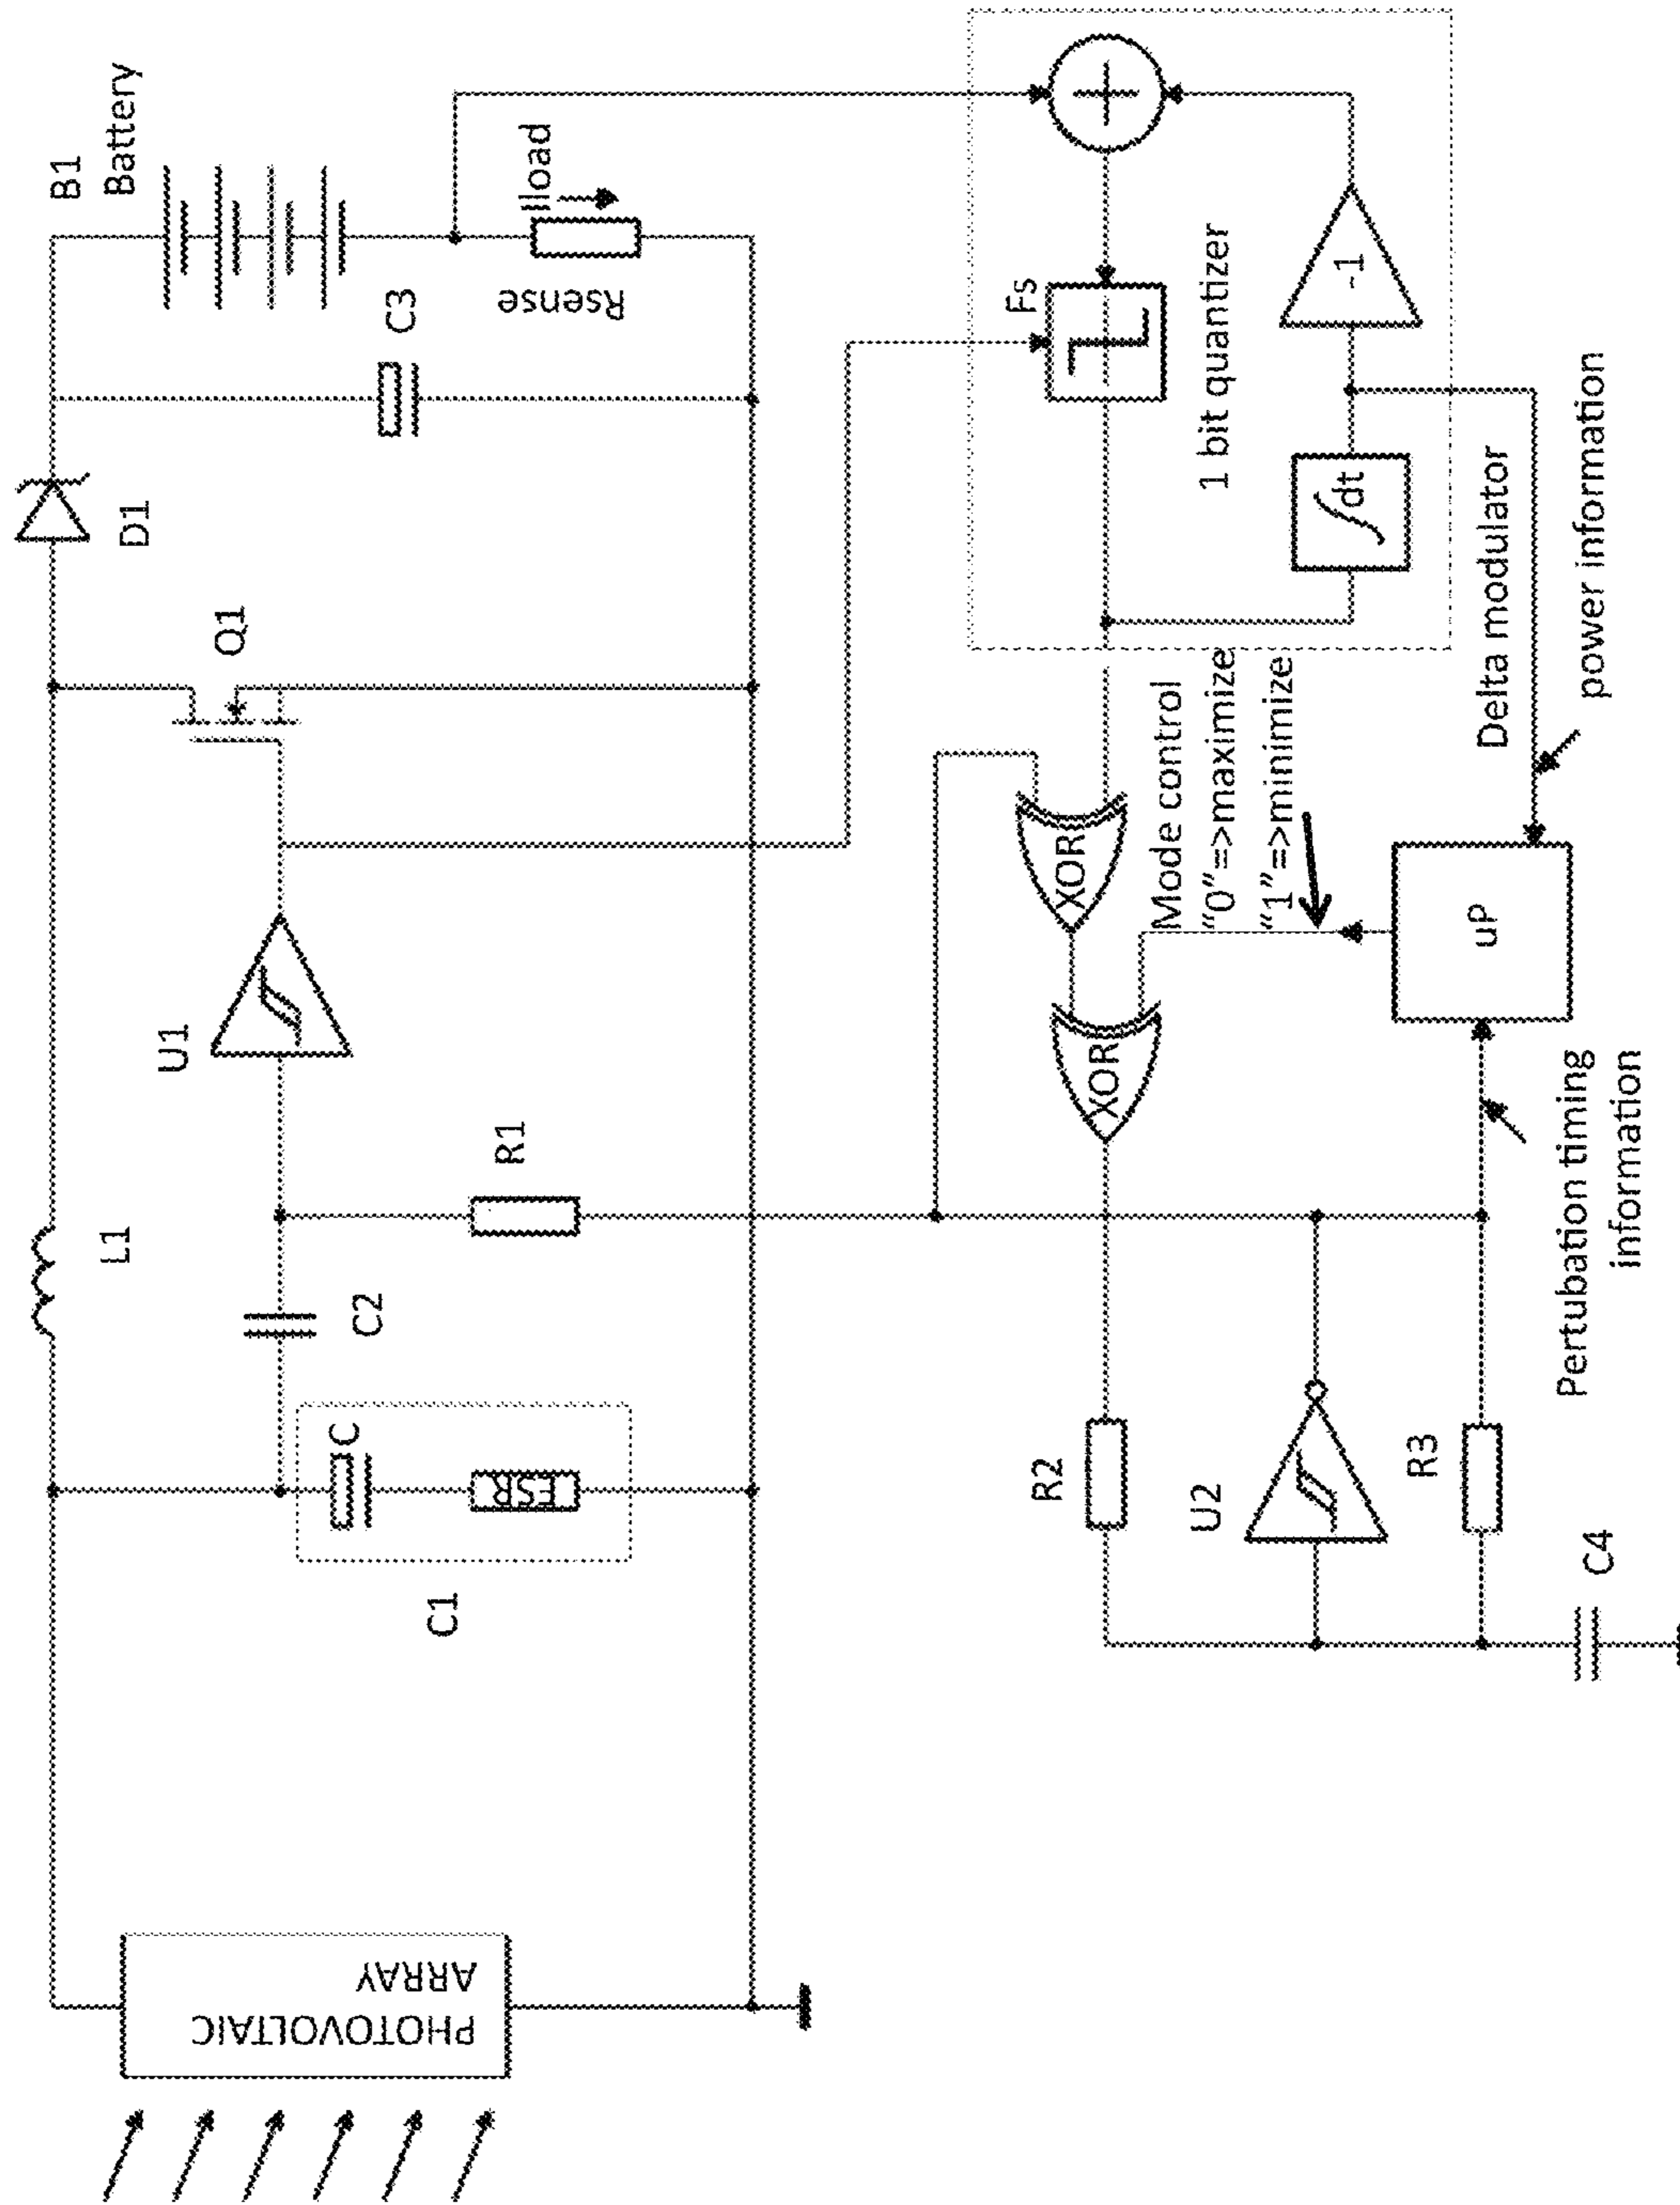 PHOTOVOLTAIC
ARRAY
C1
C
ESR
L1
C2
R1
U1
Q1
D1
C3
B1
Battery
Rsense
Iload
Fs
1 bit quantizer
-1
∫dt
Delta modulator
power information
XOR
XOR
Mode control
"0"=>maximize
"1"=>minimize
uP
Pertubation timing
information
R2
U2
R3
C4